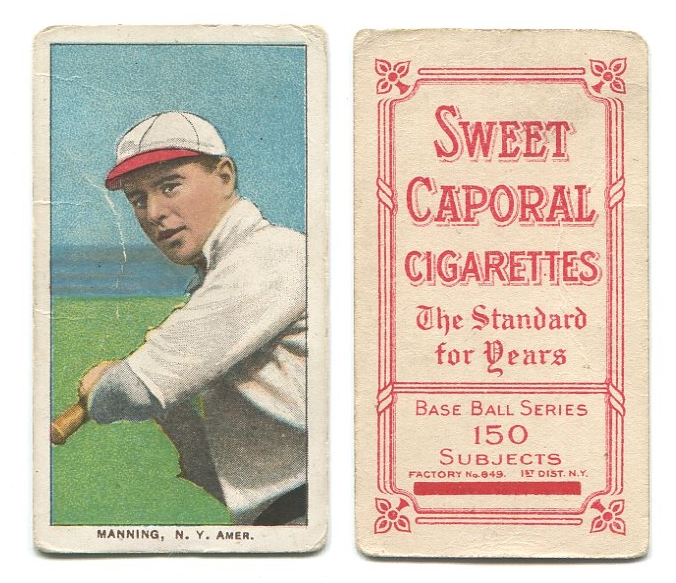 MANNING, N. Y. AMER.
SWEET
CAPORAL
CIGARETTES
The Standard
for Years
BASE BALL SERIES
150
SUBJECTS
FACTORY No. 649. 1ST DIST. N.Y.